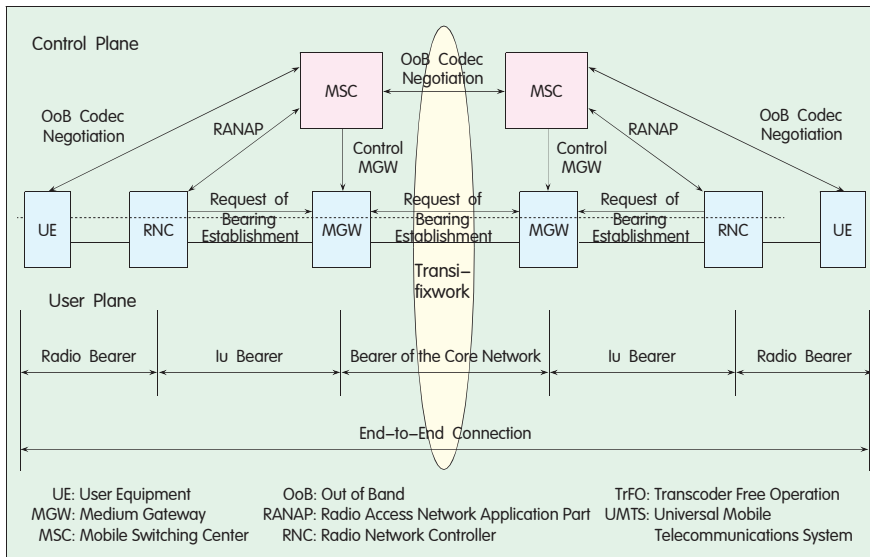 Control Plane
OoB Codec
Negotiation
MSC
MSC
OoB Codec
Negotiation
RANAP
RANAP
OoB Codec
Negotiation
Control
MGW
Control
MGW
UE
RNC
Request of
Bearing
Establishment
MGW
Request of
Bearing
Establishment
MGW
Request of
Bearing
Establishment
RNC
UE
Transi-
fixwork
User Plane
Radio Bearer
Iu Bearer
Bearer of the Core Network
Iu Bearer
Radio Bearer
End-to-End Connection
UE: User Equipment
OoB: Out of Band
TrFO: Transcoder Free Operation
MGW: Medium Gateway
RANAP: Radio Access Network Application Part
UMTS: Universal Mobile
MSC: Mobile Switching Center
RNC: Radio Network Controller
Telecommunications System